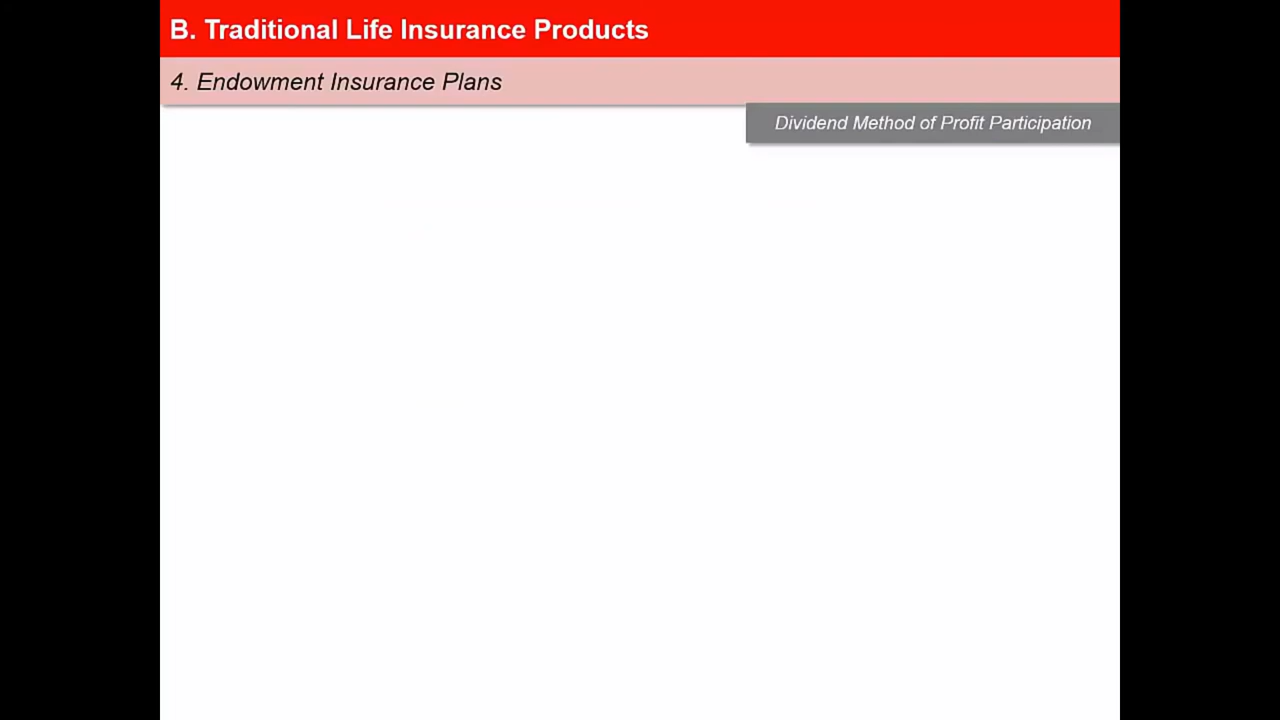 B. Traditional Life Insurance Products
4. Endowment Insurance Plans
Dividend Method of Profit Participation